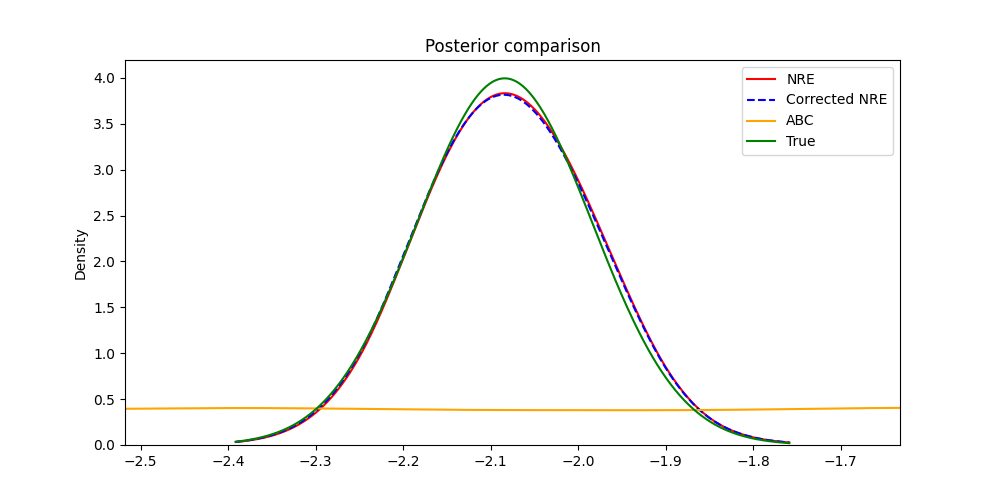 Posterior comparison
NRE
Corrected NRE
ABC
True
Density
4.0
3.5
3.0
2.5
2.0
1.5
1.0
0.5
0.0
−2.5 −2.4 −2.3 −2.2 −2.1 −2.0 −1.9 −1.8 −1.7